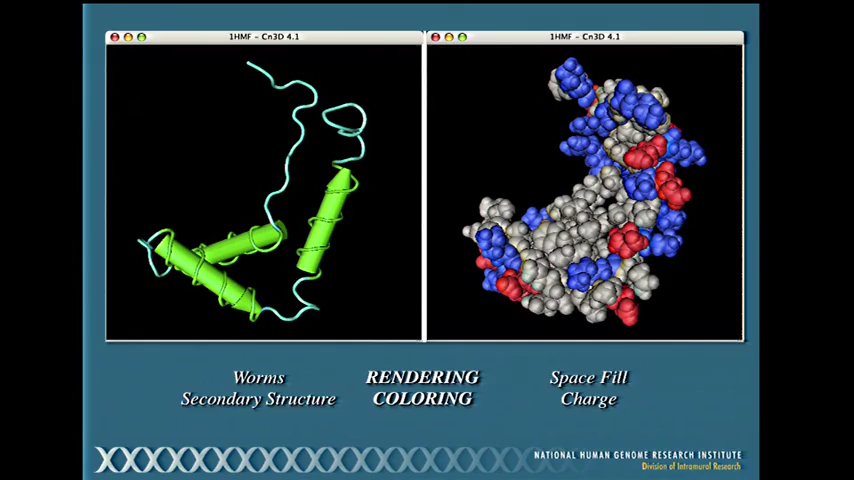 1HMF - Cn3D 4.1
1HMF - Cn3D 4.1
Worms
Secondary Structure
RENDERING
COLORING
Space Fill
Charge
NATIONAL HUMAN GENOME RESEARCH INSTITUTE
Division of Intramural Research